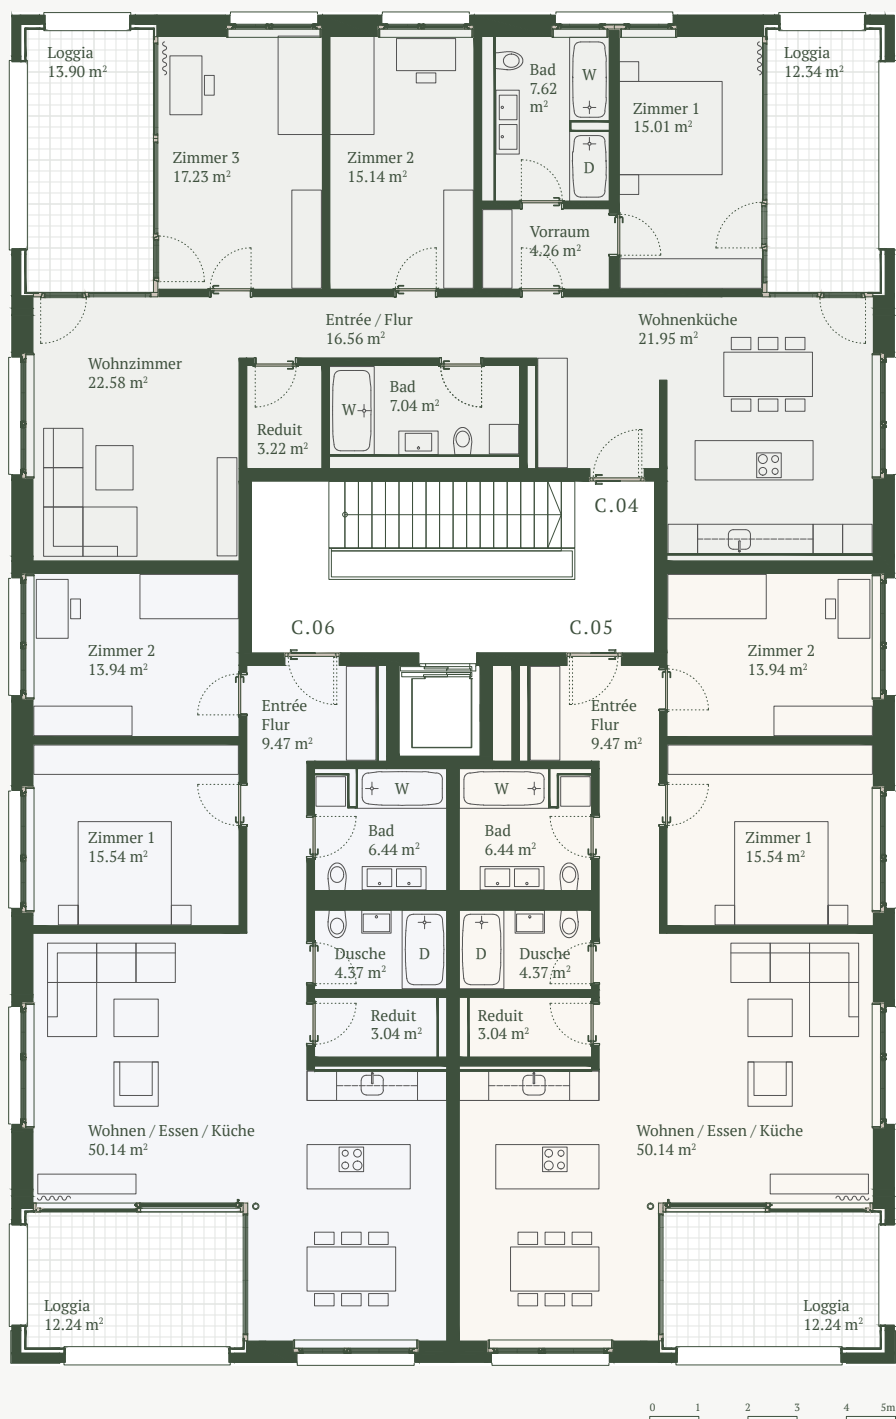 Loggia
13.90 m²
Zimmer 3
17.23 m²
Zimmer 2
15.14 m²
Bad
7.62
m²
W
D
Vorraum
4.26 m²
Zimmer 1
15.01 m²
Loggia
12.34 m²
Entrée / Flur
16.56 m²
Wohnenküche
21.95 m²
Wohnzimmer
22.58 m²
Reduit
3.22 m²
W
Bad
7.04 m²
C.04
C.06
C.05
Zimmer 2
13.94 m²
Entrée
Flur
9.47 m²
Entrée
Flur
9.47 m²
Zimmer 2
13.94 m²
Zimmer 1
15.54 m²
W
Bad
6.44 m²
W
Bad
6.44 m²
Zimmer 1
15.54 m²
Dusche
4.37 m²
D
D
Dusche
4.37 m²
Reduit
3.04 m²
Reduit
3.04 m²
Wohnen / Essen / Küche
50.14 m²
Wohnen / Essen / Küche
50.14 m²
Loggia
12.24 m²
Loggia
12.24 m²
0 1 2 3 4 5m